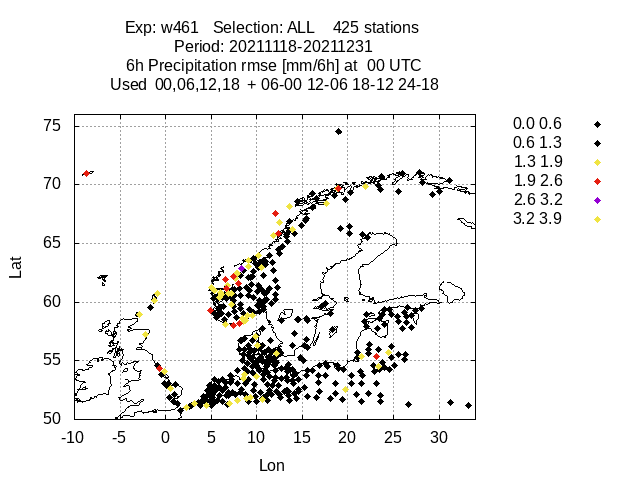 Exp: w461 Selection: ALL 425 stations
Period: 20211118-20211231
6h Precipitation rmse [mm/6h] at 00 UTC
Used 00,06,12,18 + 06-00 12-06 18-12 24-18
75
70
65
60
55
50
Lat
-10 -5 0 5 10 15 20 25 30
Lon
0.0 0.6
0.6 1.3
1.3 1.9
1.9 2.6
2.6 3.2
3.2 3.9